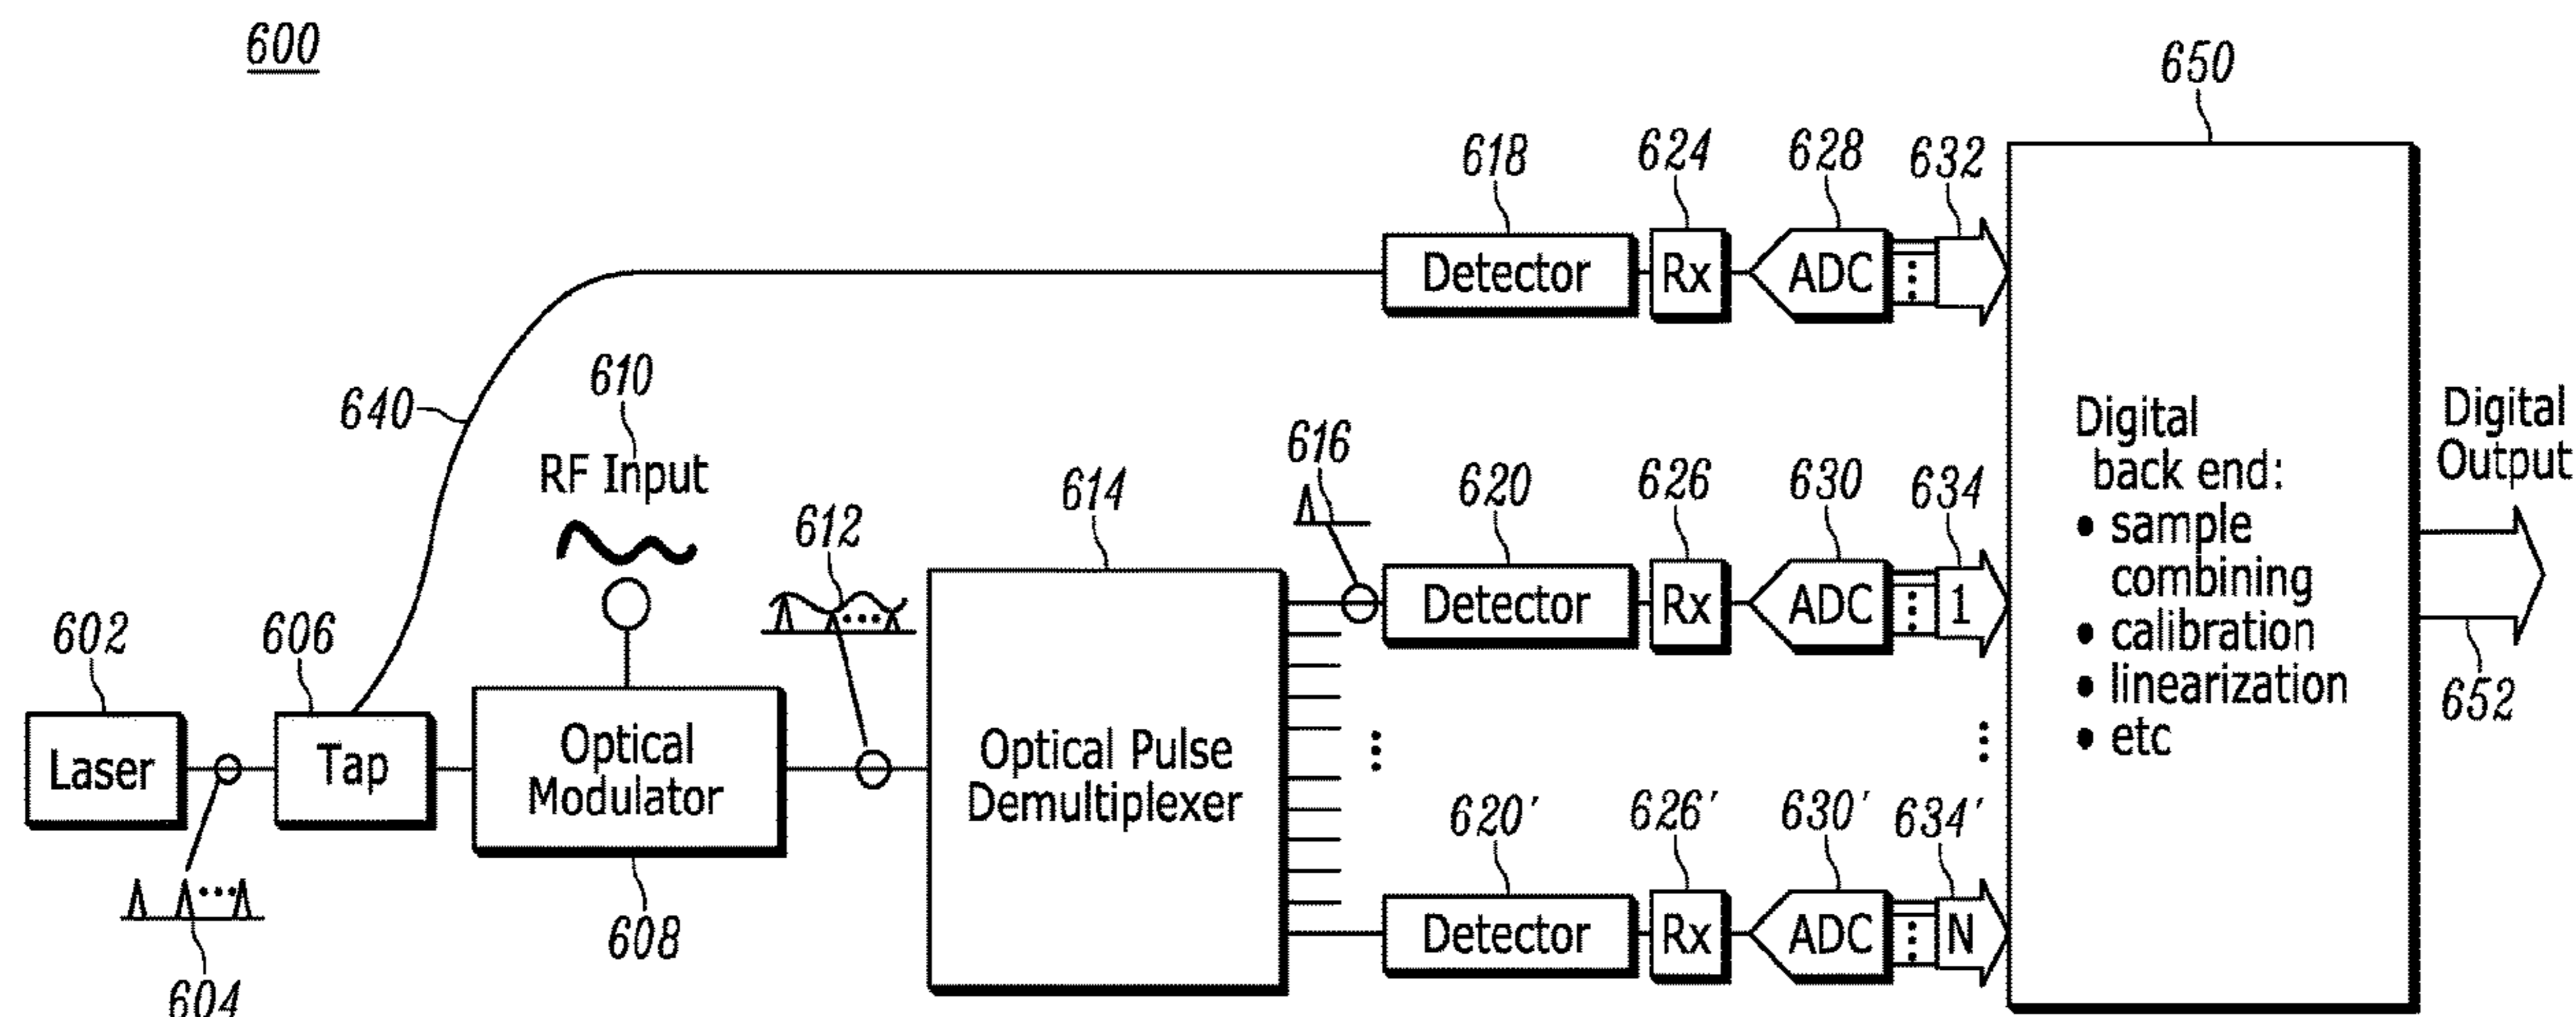 600
650
618
624
628
632
Detector
Rx
ADC
610
640
RF Input
616
620
626
630
634
614
612
Detector
Rx
ADC
1
Digital
back end:
• sample
combining
• calibration
• linearization
• etc
Digital
Output
652
602
606
Laser
Tap
Optical
Modulator
Optical Pulse
Demultiplexer
620'
626'
630'
634'
608
604
Detector
Rx
ADC
N